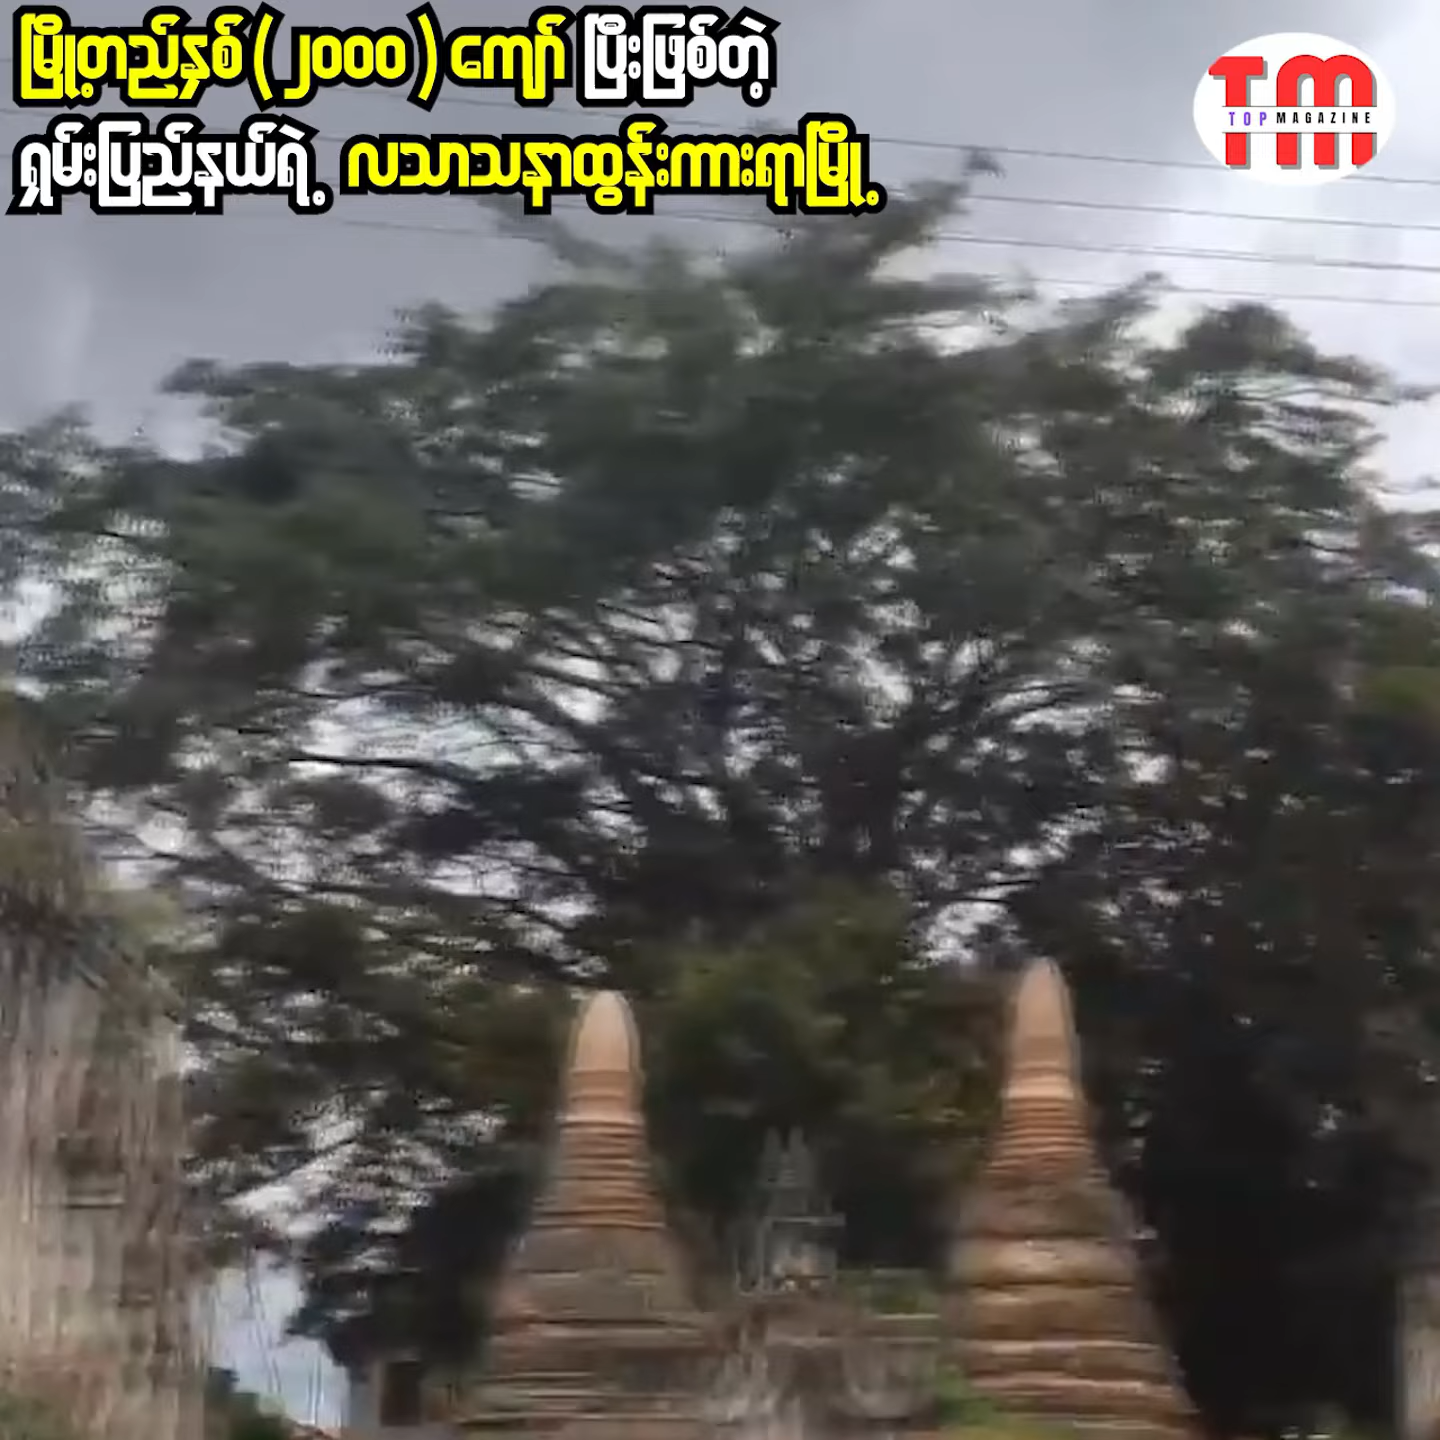 မြို့တည်နှစ်(၂၀၀၀)ကျော် ပြီးဖြစ်တဲ့
ရှမ်းပြည်နယ်ရဲ့ လသာသနာထွန်းကားရာမြို့
TM
TOP MAGAZINE